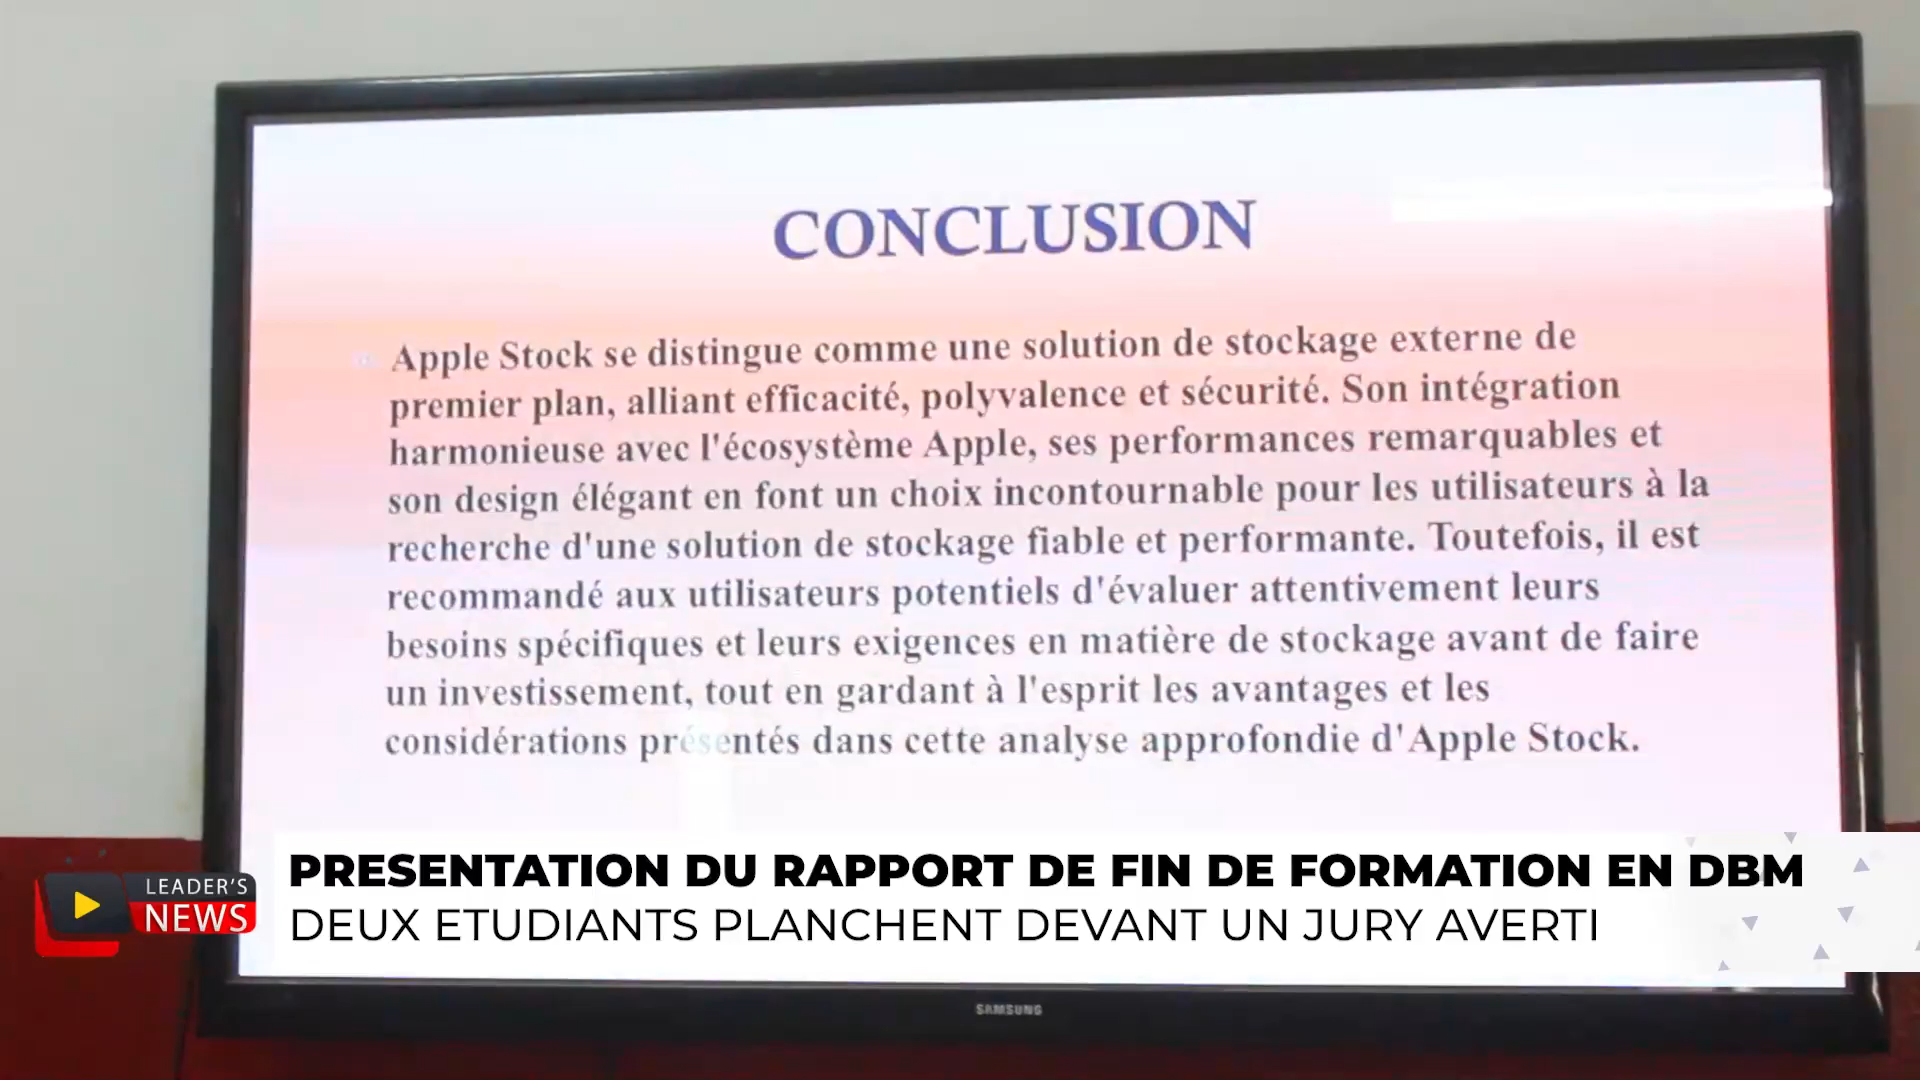 CONCLUSION
Apple Stock se distingue comme une solution de stockage externe de
premier plan, alliant efficacité, polyvalence et sécurité. Son intégration
harmonieuse avec l'écosystème Apple, ses performances remarquables et
son design élégant en font un choix incontournable pour les utilisateurs à la
recherche d'une solution de stockage fiable et performante. Toutefois, il est
recommandé aux utilisateurs potentiels d'évaluer attentivement leurs
besoins spécifiques et leurs exigences en matière de stockage avant de faire
un investissement, tout en gardant à l'esprit les avantages et les
considérations présentés dans cette analyse approfondie d'Apple Stock.
LEADER'S
NEWS
PRESENTATION DU RAPPORT DE FIN DE FORMATION EN DBM
DEUX ETUDIANTS PLANCHENT DEVANT UN JURY AVERTI
SAMSUNG